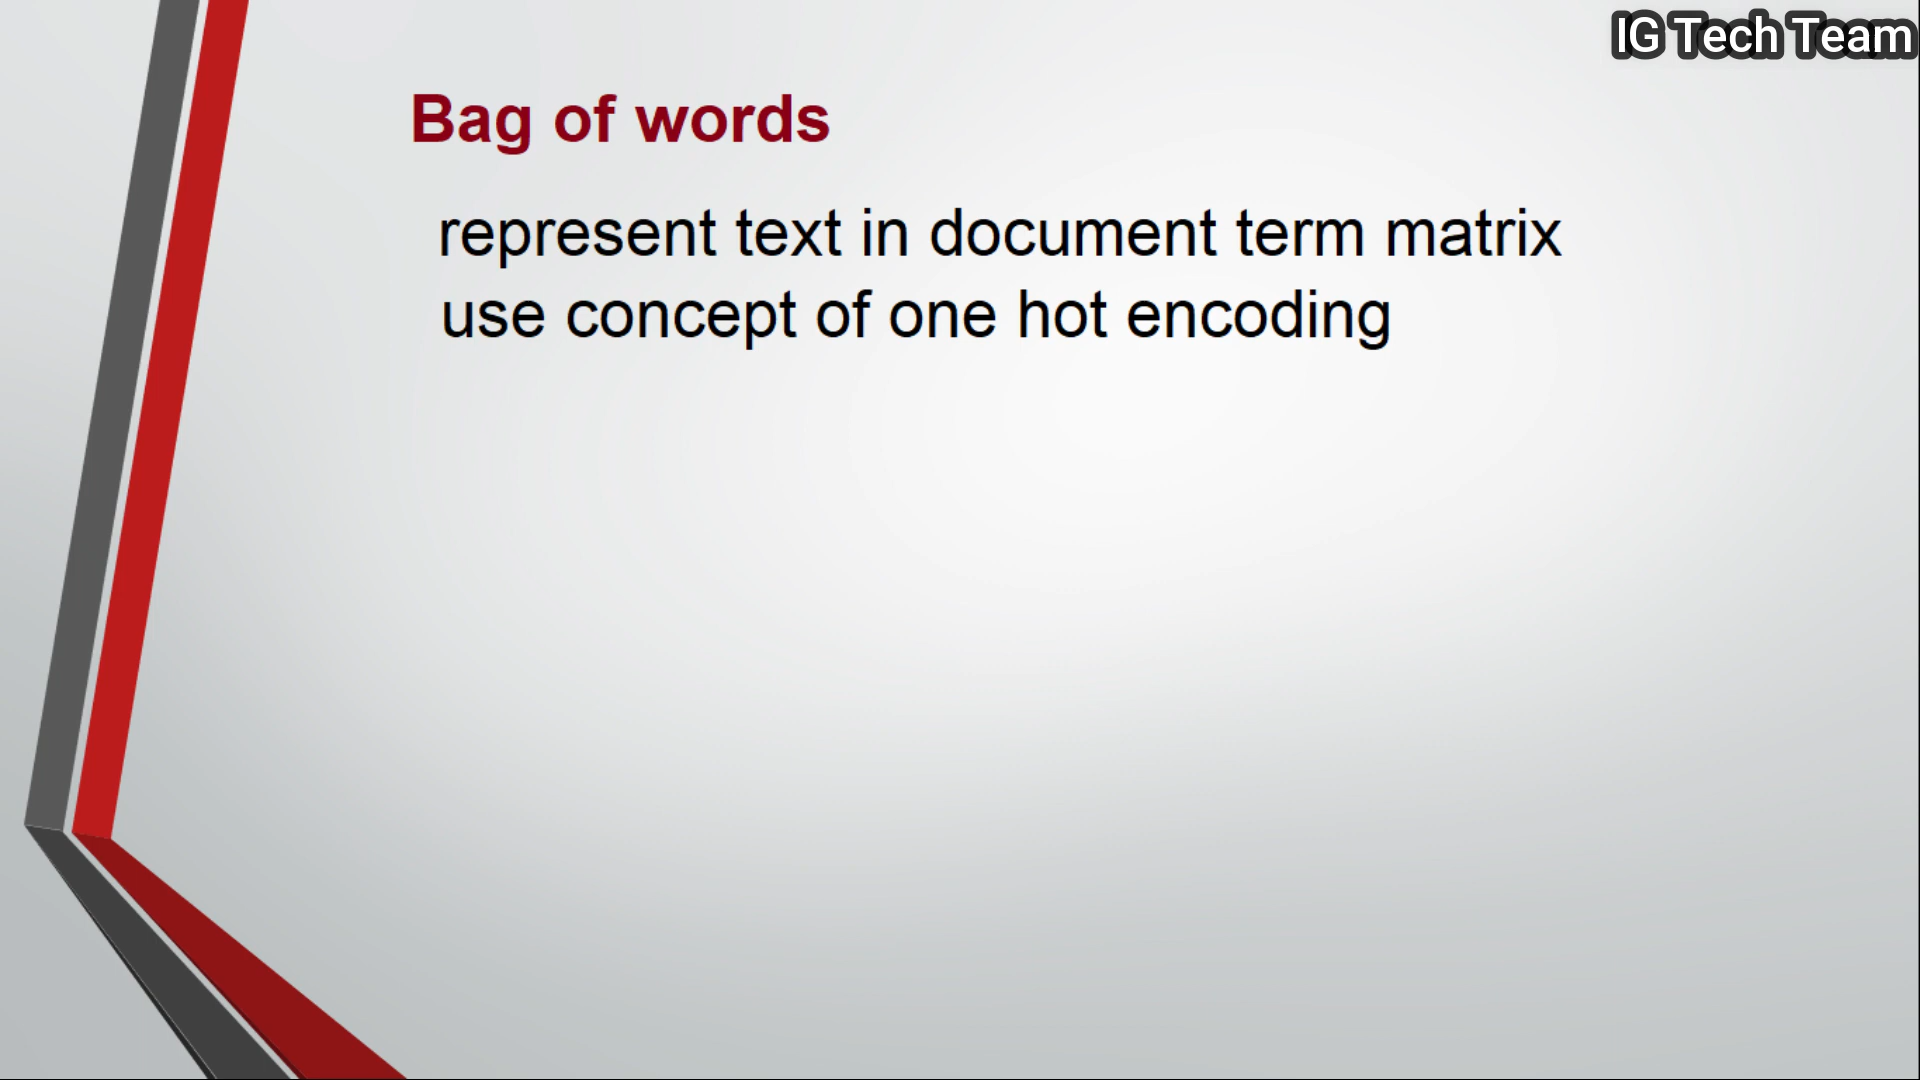 IG Tech Team
Bag of words
represent text in document term matrix
use concept of one hot encoding